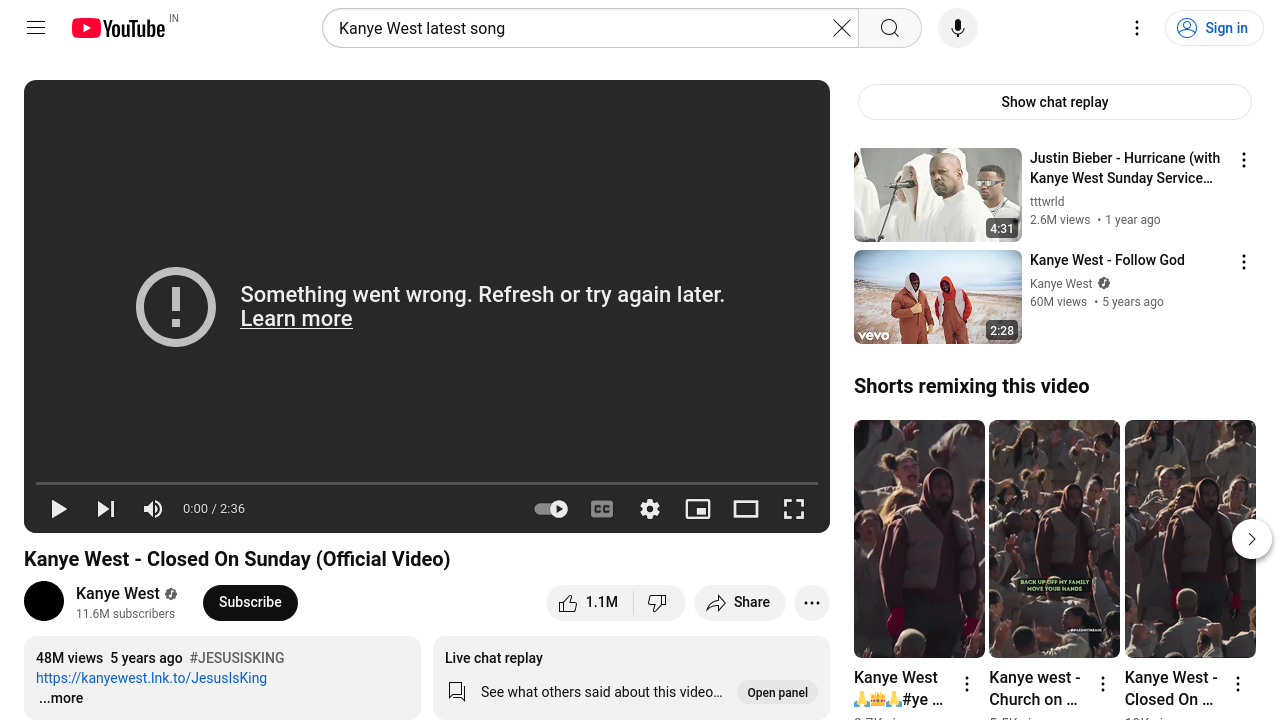 YouTube IN
Kanye West latest song
Sign in
Something went wrong. Refresh or try again later.
Learn more
0:00 / 2:36
CC
Kanye West - Closed On Sunday (Official Video)
Kanye West
11.6M subscribers
Subscribe
1.1M
Share
48M views 5 years ago #JESUSISKING
https://kanyewest.lnk.to/JesusIsKing
...more
Live chat replay
See what others said about this video...
Open panel
Show chat replay
4:31
Justin Bieber - Hurricane (with
Kanye West Sunday Service...
tttwrld
2.6M views • 1 year ago
vevo
2:28
Kanye West - Follow God
Kanye West
60M views • 5 years ago
Shorts remixing this video
BACK UP OFF MY FAMILY
MOVE YOUR HANDS
Kanye West
🙏👑🙏#ye ...
Kanye west -
Church on ...
Kanye West -
Closed On ...